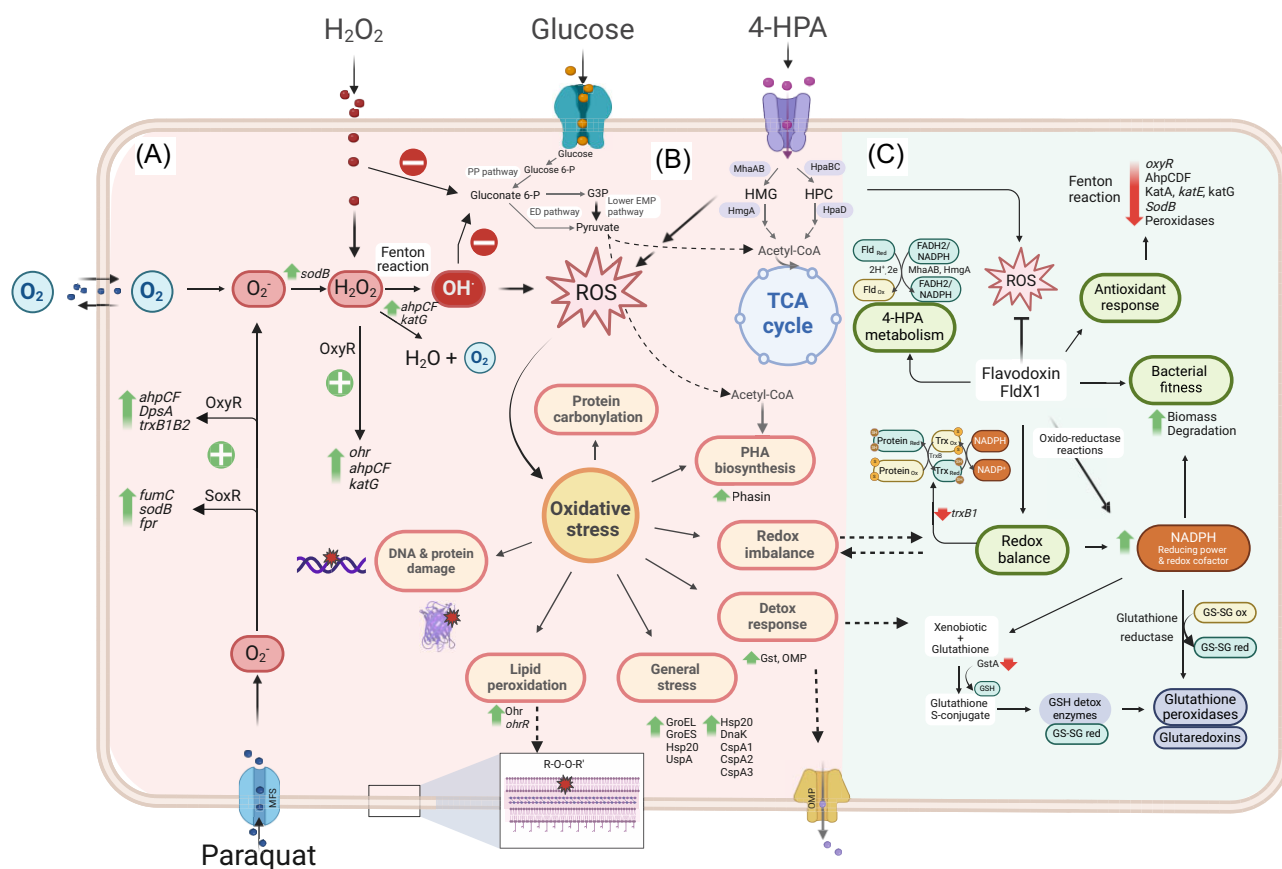 H₂O₂
Glucose
4-HPA
(A)
(B)
(C)
Glucose
PP pathway
Glucose 6-P
Gluconate 6-P
G3P
ED pathway
Lower EMP
pathway
Pyruvate
MhaAB
HpaBC
HMG
HPC
HmgA
HpaD
Acetyl-CoA
TCA
cycle
O₂
O₂
O₂⁻
sodB
H₂O₂
Fenton
reaction
OH·
ROS
ahpCF
katG
H₂O + O₂
OxyR
ohr
ahpCF
katG
OxyR
ahpCF
DpsA
trxB1B2
SoxR
fumC
sodB
fpr
O₂⁻
MFS
Paraquat
Acetyl-CoA
Protein
carbonylation
PHA
biosynthesis
Phasin
Oxidative
stress
DNA & protein
damage
Redox
imbalance
Detox
response
Gst, OMP
Lipid
peroxidation
Ohr
ohrR
General
stress
GroEL
GroES
Hsp20
UspA
Hsp20
DnaK
CspA1
CspA2
CspA3
R-O-O-R'
OMP
Fenton
reaction
oxyR
AhpCDF
KatA, katE, katG
SodB
Peroxidases
Fld Red
FADH2/
NADPH
2H⁺,2e
MhaAB, HmgA
Fld Ox
FADH2/
NADPH
4-HPA
metabolism
ROS
Antioxidant
response
Flavodoxin
FldX1
Bacterial
fitness
Biomass
Degradation
Oxido-reductase
reactions
Protein Red
Trx Ox
NADPH
TrxB
Protein Ox
Trx Red
NADP⁺
trxB1
Redox
balance
NADPH
Reducing power
& redox cofactor
Xenobiotic
+
Glutathione
GstA
GSH
Glutathione
S-conjugate
Glutathione
reductase
GS-SG ox
GS-SG red
GSH detox
enzymes
GS-SG red
Glutathione
peroxidases
Glutaredoxins